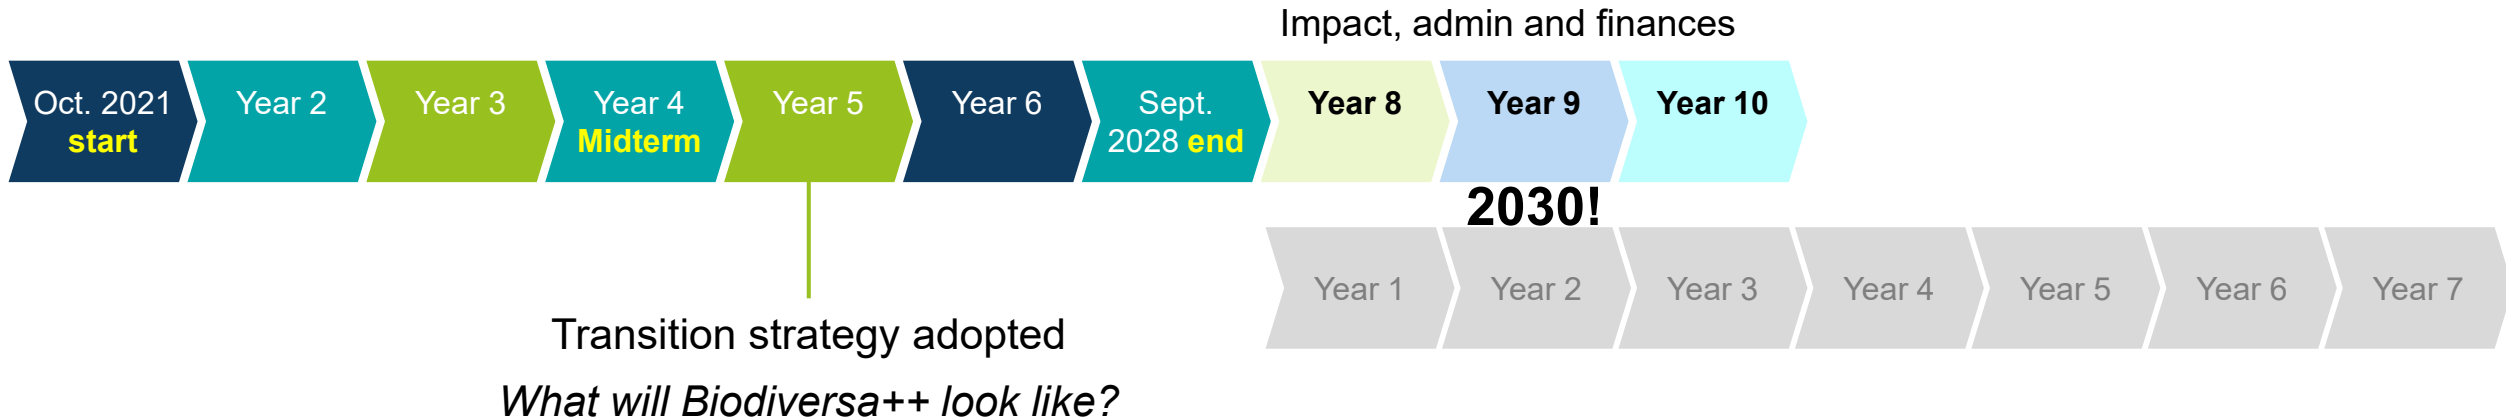 Impact, admin and finances
Oct. 2021
start
Year 2
Year 3
Year 4
Midterm
Year 5
Year 6
Sept.
2028 end
Year 8
Year 9
Year 10
2030!
Year 1
Year 2
Year 3
Year 4
Year 5
Year 6
Year 7
Transition strategy adopted
What will Biodiversa++ look like?